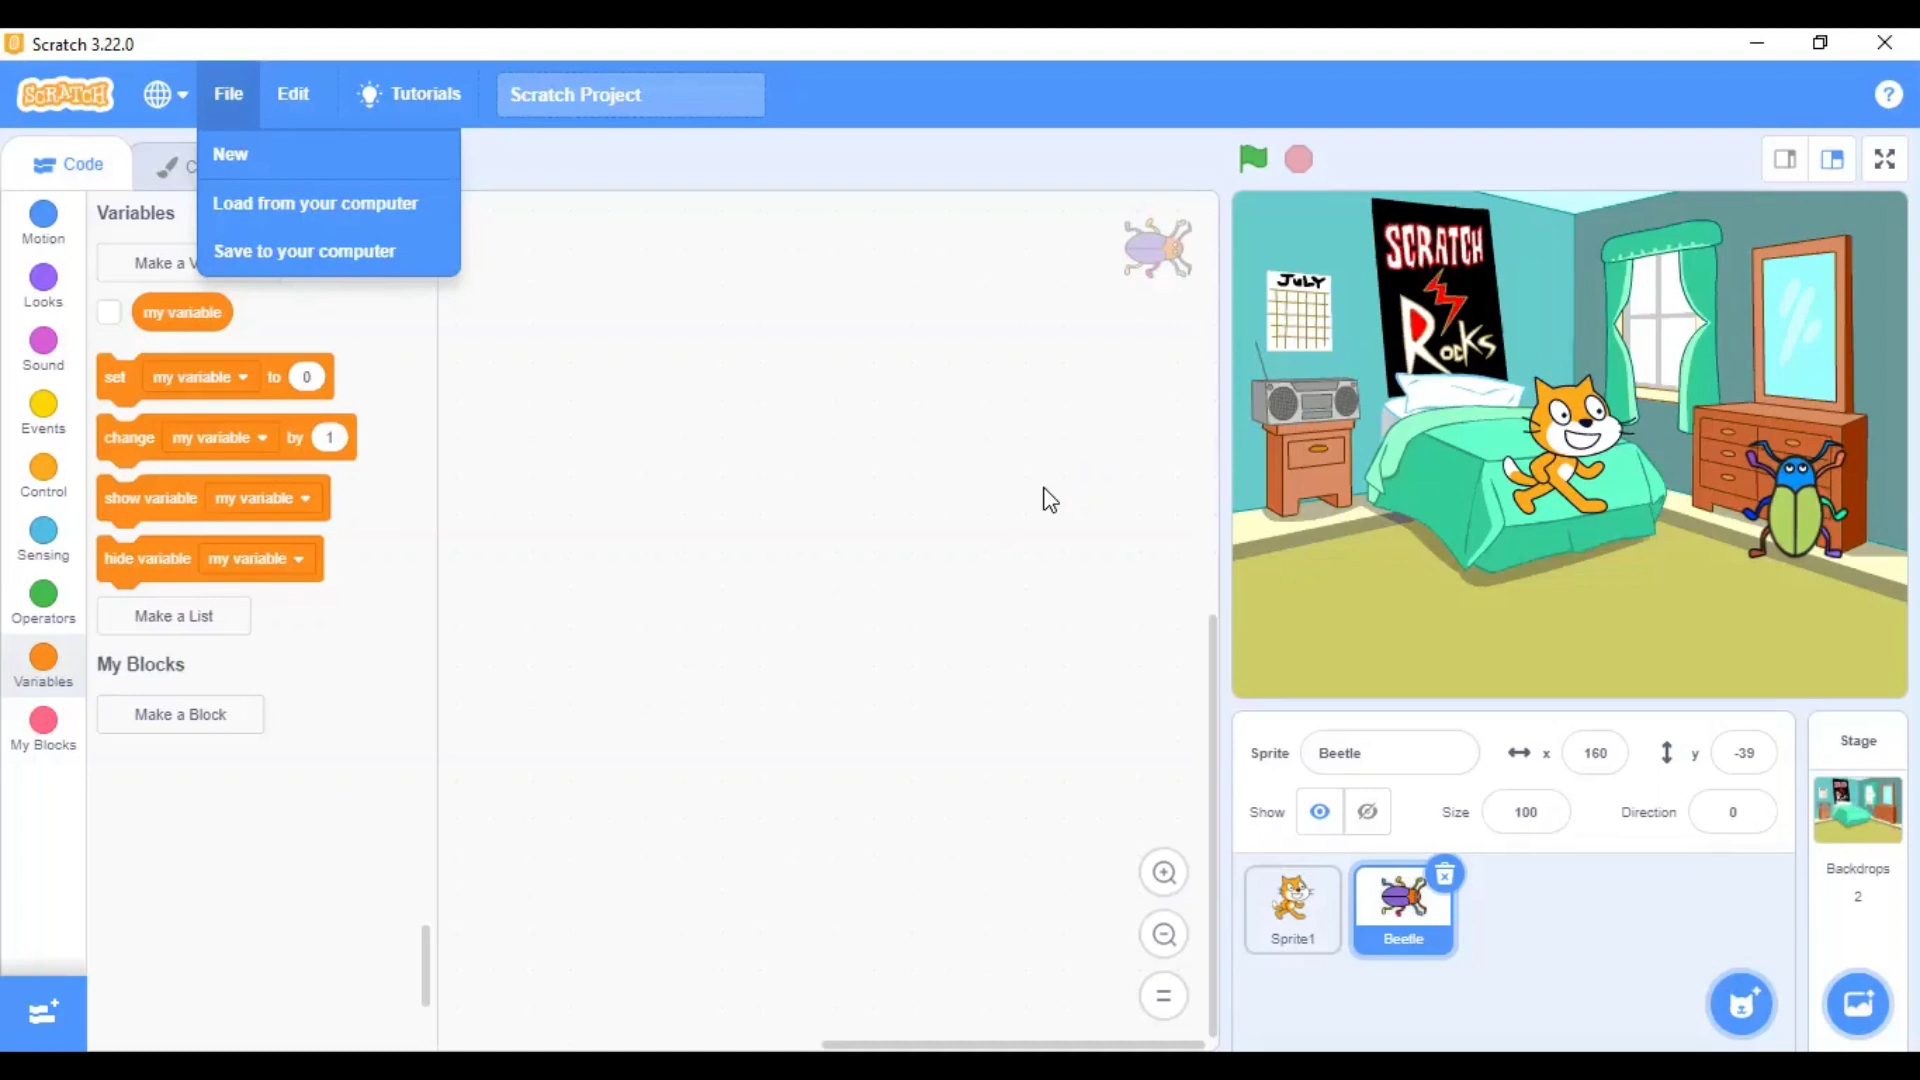 Scratch 3.22.0
SCRATCH
File
Edit
Tutorials
Scratch Project
?
New
Load from your computer
Save to your computer
Code
C
Motion
Looks
Sound
Events
Control
Sensing
Operators
Variables
My Blocks
Variables
Make a V
my variable
set my variable to 0
change my variable by 1
show variable my variable
hide variable my variable
Make a List
My Blocks
Make a Block
JULY
SCRATCH
ROCKS
Sprite Beetle x 160 y -39
Show Size 100 Direction 0
Sprite1
Beetle
Stage
Backdrops
2